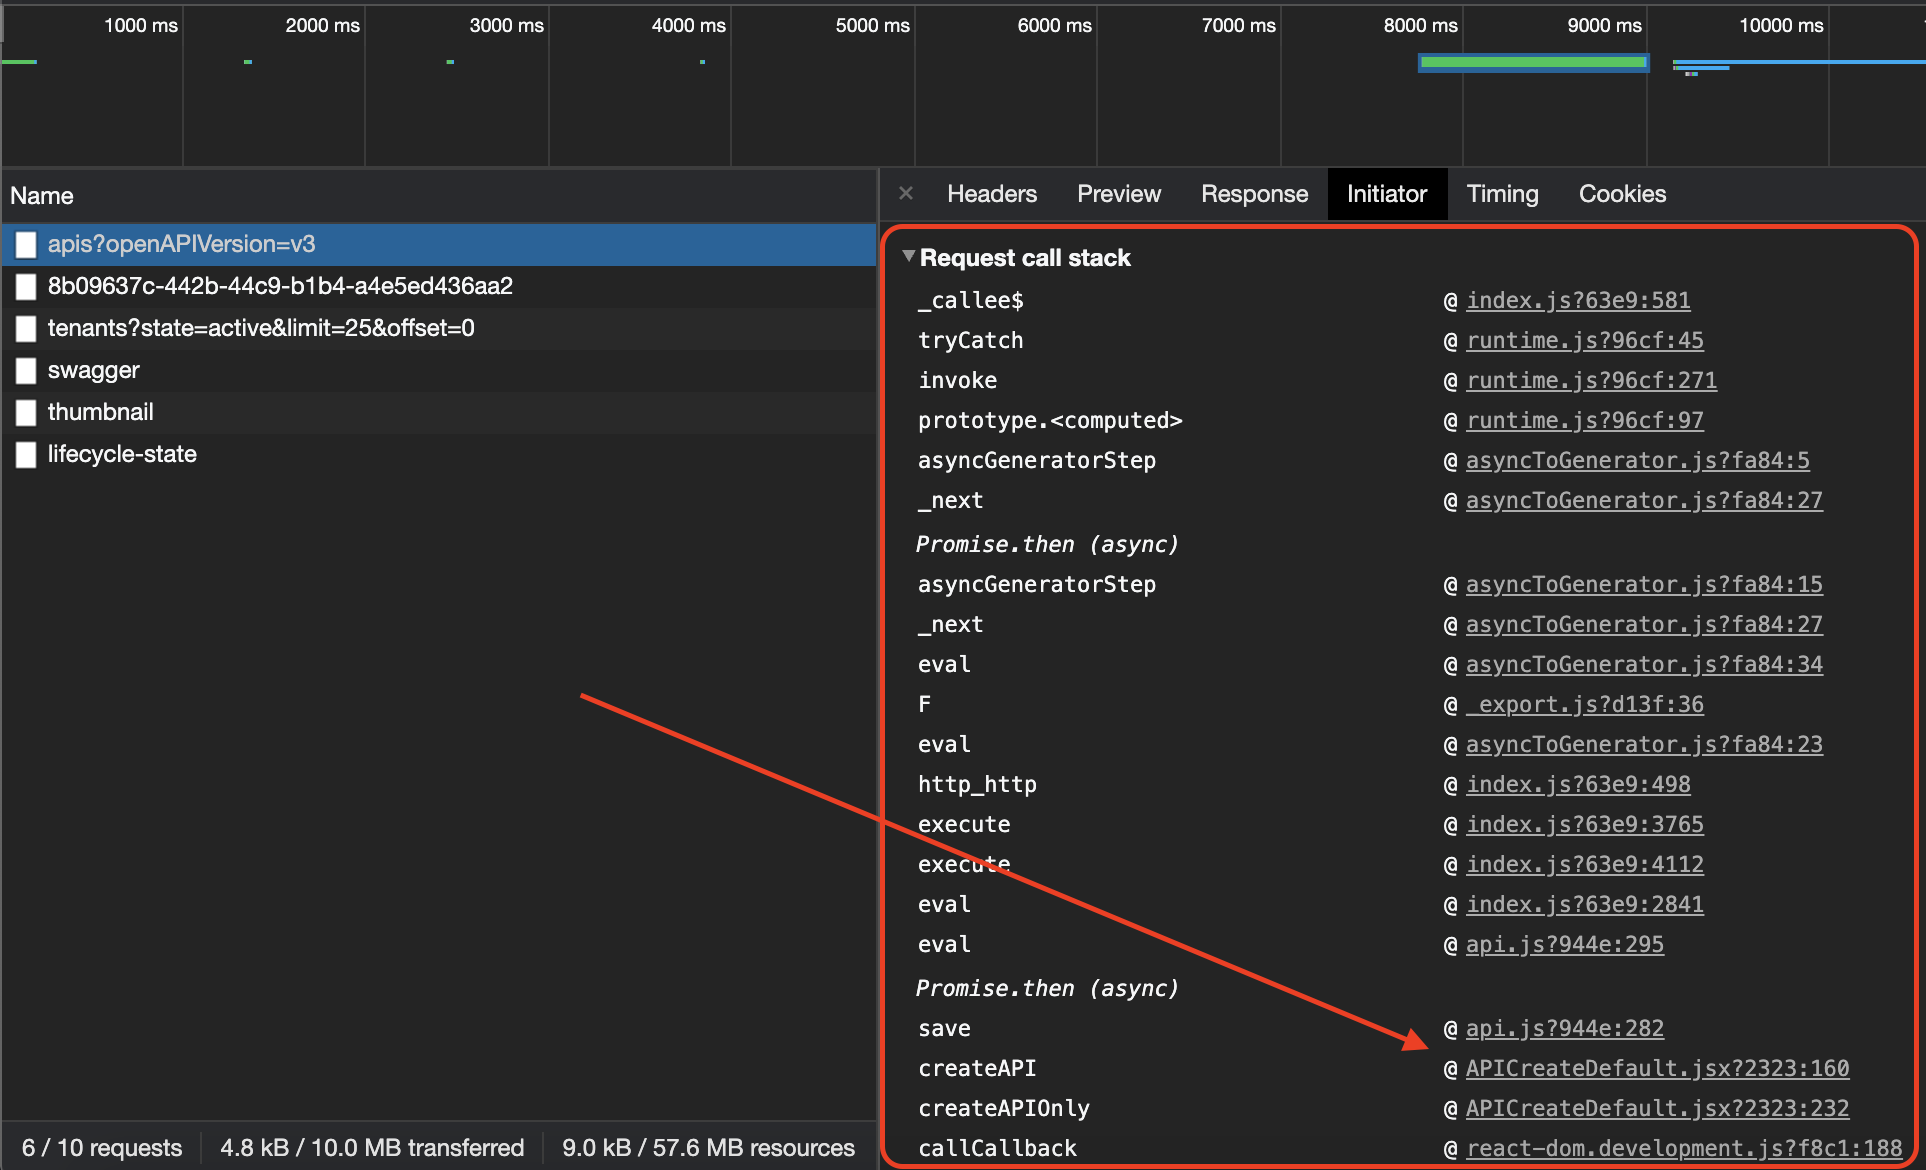 1000 ms 2000 ms 3000 ms 4000 ms 5000 ms 6000 ms 7000 ms 8000 ms 9000 ms 10000 ms
Name
apis?openAPIVersion=v3
8b09637c-442b-44c9-b1b4-a4e5ed436aa2
tenants?state=active&limit=25&offset=0
swagger
thumbnail
lifecycle-state
6 / 10 requests 4.8 kB / 10.0 MB transferred 9.0 kB / 57.6 MB resources
× Headers Preview Response Initiator Timing Cookies
Request call stack
_callee$ @ index.js?63e9:581
tryCatch @ runtime.js?96cf:45
invoke @ runtime.js?96cf:271
prototype.<computed> @ runtime.js?96cf:97
asyncGeneratorStep @ asyncToGenerator.js?fa84:5
_next @ asyncToGenerator.js?fa84:27
Promise.then (async)
asyncGeneratorStep @ asyncToGenerator.js?fa84:15
_next @ asyncToGenerator.js?fa84:27
eval @ asyncToGenerator.js?fa84:34
F @ _export.js?d13f:36
eval @ asyncToGenerator.js?fa84:23
http_http @ index.js?63e9:498
execute @ index.js?63e9:3765
execute @ index.js?63e9:4112
eval @ index.js?63e9:2841
eval @ api.js?944e:295
Promise.then (async)
save @ api.js?944e:282
createAPI @ APICreateDefault.jsx?2323:160
createAPIOnly @ APICreateDefault.jsx?2323:232
callCallback @ react-dom.development.js?f8c1:188